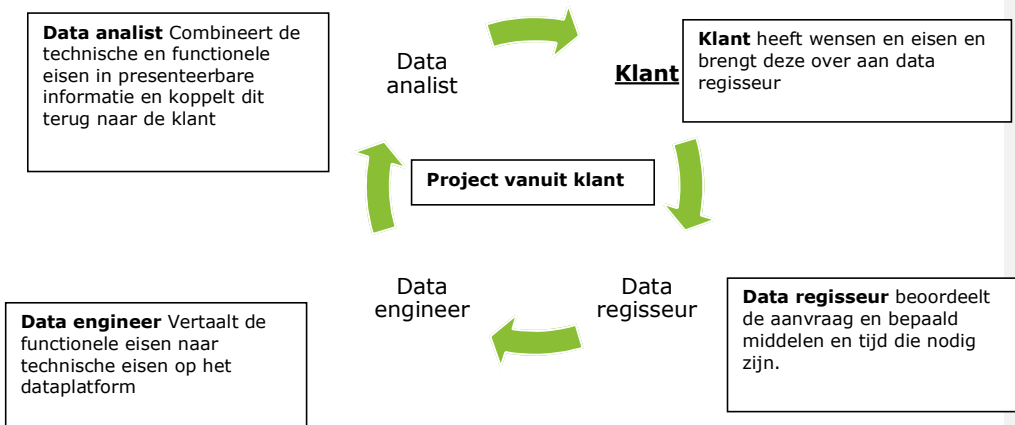 Data analist Combineert de
technische en functionele
eisen in presenteerbare
informatie en koppelt dit
terug naar de klant
Data
analist
Klant
Klant heeft wensen en eisen en
brengt deze over aan data
regisseur
Project vanuit klant
Data
engineer
Data
regisseur
Data engineer Vertaalt de
functionele eisen naar
technische eisen op het
dataplatform
Data regisseur beoordeelt
de aanvraag en bepaald
middelen en tijd die nodig
zijn.